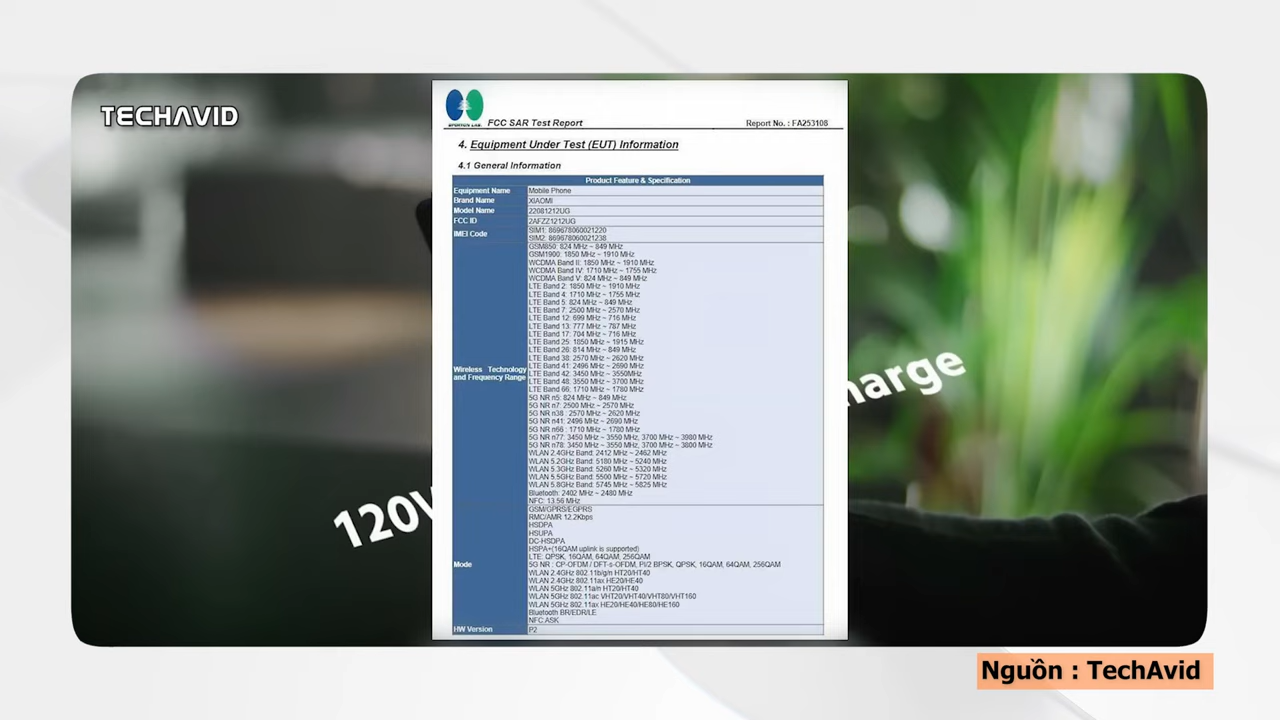 TECHAVID
SPORTON LAB.
FCC SAR Test Report
Report No. : FA253108
4. Equipment Under Test (EUT) Information
4.1 General Information
Product Feature & Specification
Equipment Name Mobile Phone
Brand Name XIAOMI
Model Name 22081212UG
FCC ID 2AFZZ1212UG
IMEI Code
SIM1: 869678060021220
SIM2: 869678060021238
Wireless Technology
and Frequency Range
GSM850: 824 MHz ~ 849 MHz
GSM1900: 1850 MHz ~ 1910 MHz
WCDMA Band II: 1850 MHz ~ 1910 MHz
WCDMA Band IV: 1710 MHz ~ 1755 MHz
WCDMA Band V: 824 MHz ~ 849 MHz
LTE Band 2: 1850 MHz ~ 1910 MHz
LTE Band 4: 1710 MHz ~ 1755 MHz
LTE Band 5: 824 MHz ~ 849 MHz
LTE Band 7: 2500 MHz ~ 2570 MHz
LTE Band 12: 699 MHz ~ 716 MHz
LTE Band 13: 777 MHz ~ 787 MHz
LTE Band 17: 704 MHz ~ 716 MHz
LTE Band 25: 1850 MHz ~ 1915 MHz
LTE Band 26: 814 MHz ~ 849 MHz
LTE Band 38: 2570 MHz ~ 2620 MHz
LTE Band 41: 2496 MHz ~ 2690 MHz
LTE Band 42: 3450 MHz ~ 3550MHz
LTE Band 48: 3550 MHz ~ 3700 MHz
LTE Band 66: 1710 MHz ~ 1780 MHz
5G NR n5: 824 MHz ~ 849 MHz
5G NR n7: 2500 MHz ~ 2570 MHz
5G NR n38 : 2570 MHz ~ 2620 MHz
5G NR n41: 2496 MHz ~ 2690 MHz
5G NR n66 : 1710 MHz ~ 1780 MHz
5G NR n77: 3450 MHz ~ 3550 MHz, 3700 MHz ~ 3980 MHz
5G NR n78: 3450 MHz ~ 3550 MHz, 3700 MHz ~ 3800 MHz
WLAN 2.4GHz Band: 2412 MHz ~ 2462 MHz
WLAN 5.2GHz Band: 5180 MHz ~ 5240 MHz
WLAN 5.3GHz Band: 5260 MHz ~ 5320 MHz
WLAN 5.5GHz Band: 5500 MHz ~ 5720 MHz
WLAN 5.8GHz Band: 5745 MHz ~ 5825 MHz
Bluetooth: 2402 MHz ~ 2480 MHz
NFC: 13.56 MHz
Mode
GSM/GPRS/EGPRS
RMC/AMR 12.2Kbps
HSDPA
HSUPA
DC-HSDPA
HSPA+(16QAM uplink is supported)
LTE: QPSK, 16QAM, 64QAM, 256QAM
5G NR : CP-OFDM / DFT-s-OFDM, PI/2 BPSK, QPSK, 16QAM, 64QAM, 256QAM
WLAN 2.4GHz 802.11b/g/n HT20/HT40
WLAN 2.4GHz 802.11ax HE20/HE40
WLAN 5GHz 802.11a/n HT20/HT40
WLAN 5GHz 802.11ac VHT20/VHT40/VHT80/VHT160
WLAN 5GHz 802.11ax HE20/HE40/HE80/HE160
Bluetooth BR/EDR/LE
NFC:ASK
HW Version P2
120W
harge
Nguồn : TechAvid